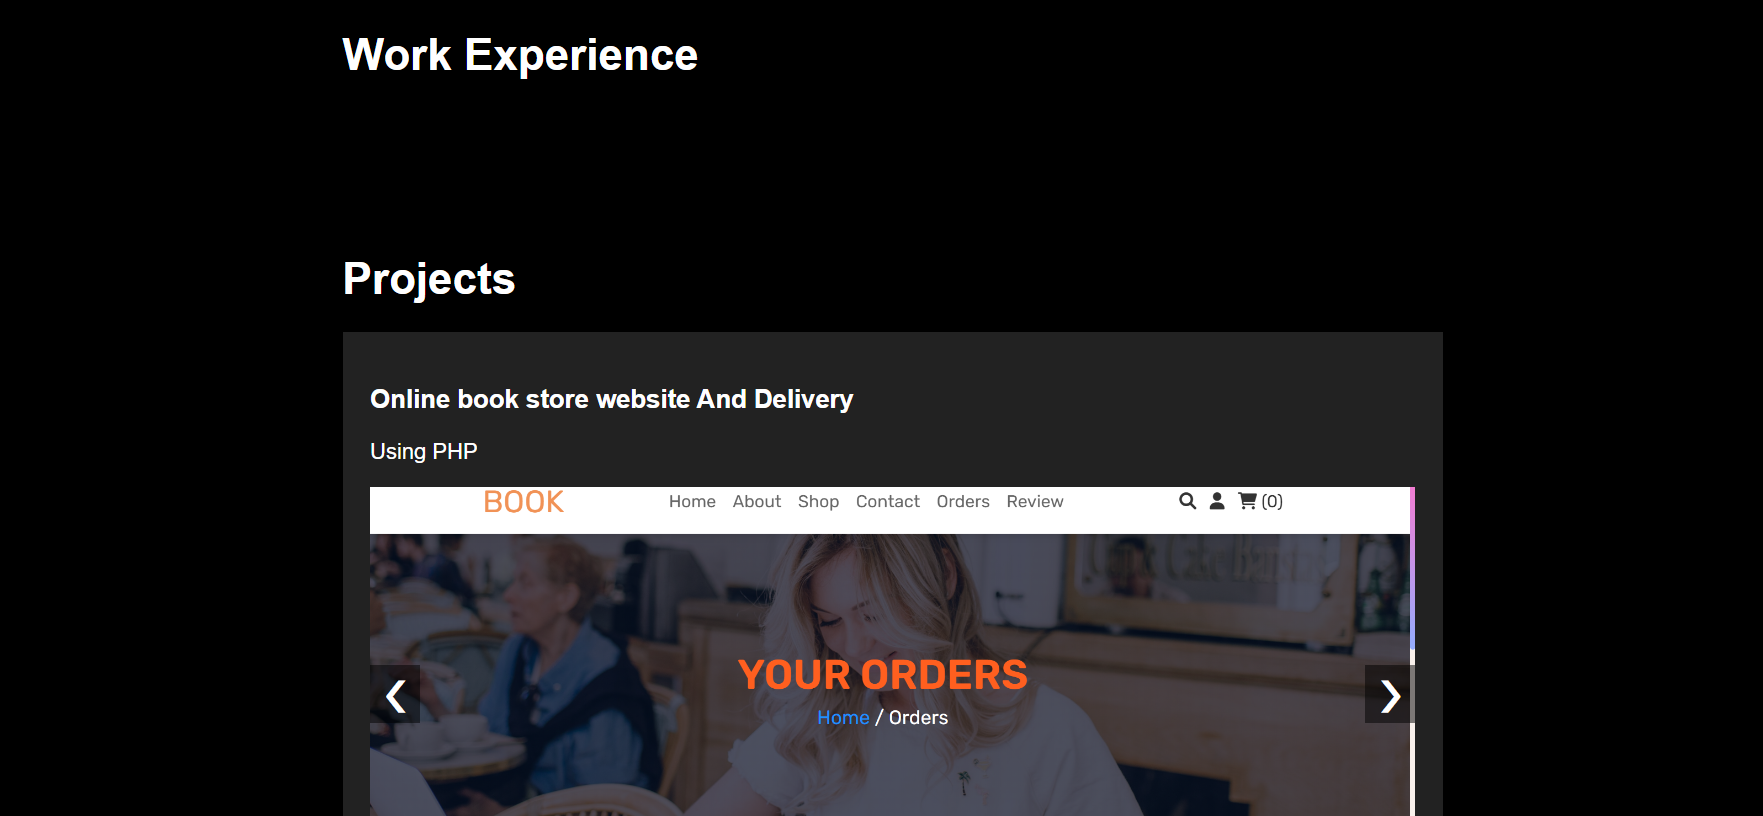 Work Experience
Projects
Online book store website And Delivery
Using PHP
BOOK Home About Shop Contact Orders Review (0)
YOUR ORDERS
Home / Orders